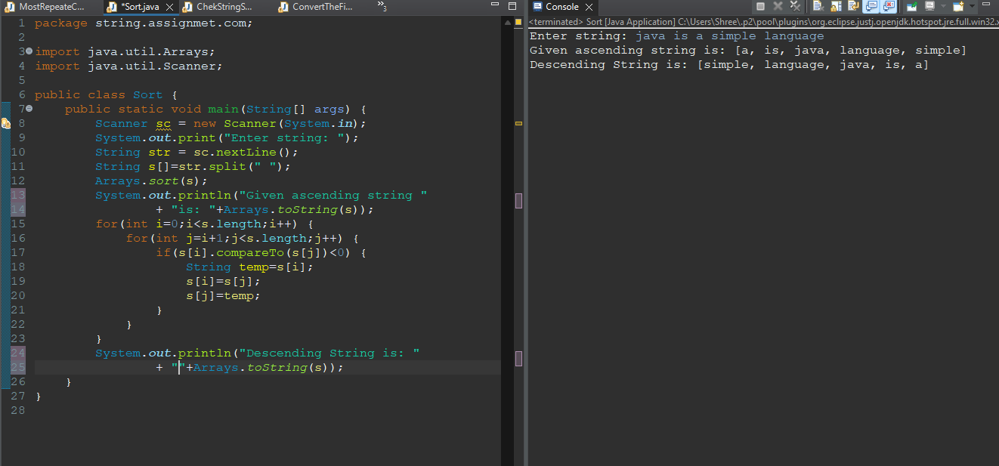 MostRepeateC... *Sort.java ChekStringS... ConvertTheFi... »3
1 package string.assignmet.com;
2
3 import java.util.Arrays;
4 import java.util.Scanner;
5
6 public class Sort {
7 public static void main(String[] args) {
8 Scanner sc = new Scanner(System.in);
9 System.out.print("Enter string: ");
10 String str = sc.nextLine();
11 String s[]=str.split(" ");
12 Arrays.sort(s);
13 System.out.println("Given ascending string "
14 + "is: "+Arrays.toString(s));
15 for(int i=0;i<s.length;i++) {
16 for(int j=i+1;j<s.length;j++) {
17 if(s[i].compareTo(s[j])<0) {
18 String temp=s[i];
19 s[i]=s[j];
20 s[j]=temp;
21 }
22 }
23 }
24 System.out.println("Descending String is: "
25 + ""+Arrays.toString(s));
26 }
27 }
28
Console
<terminated> Sort [Java Application] C:\Users\Shree\.p2\pool\plugins\org.eclipse.justj.openjdk.hotspot.jre.full.win32.x
Enter string: java is a simple language
Given ascending string is: [a, is, java, language, simple]
Descending String is: [simple, language, java, is, a]